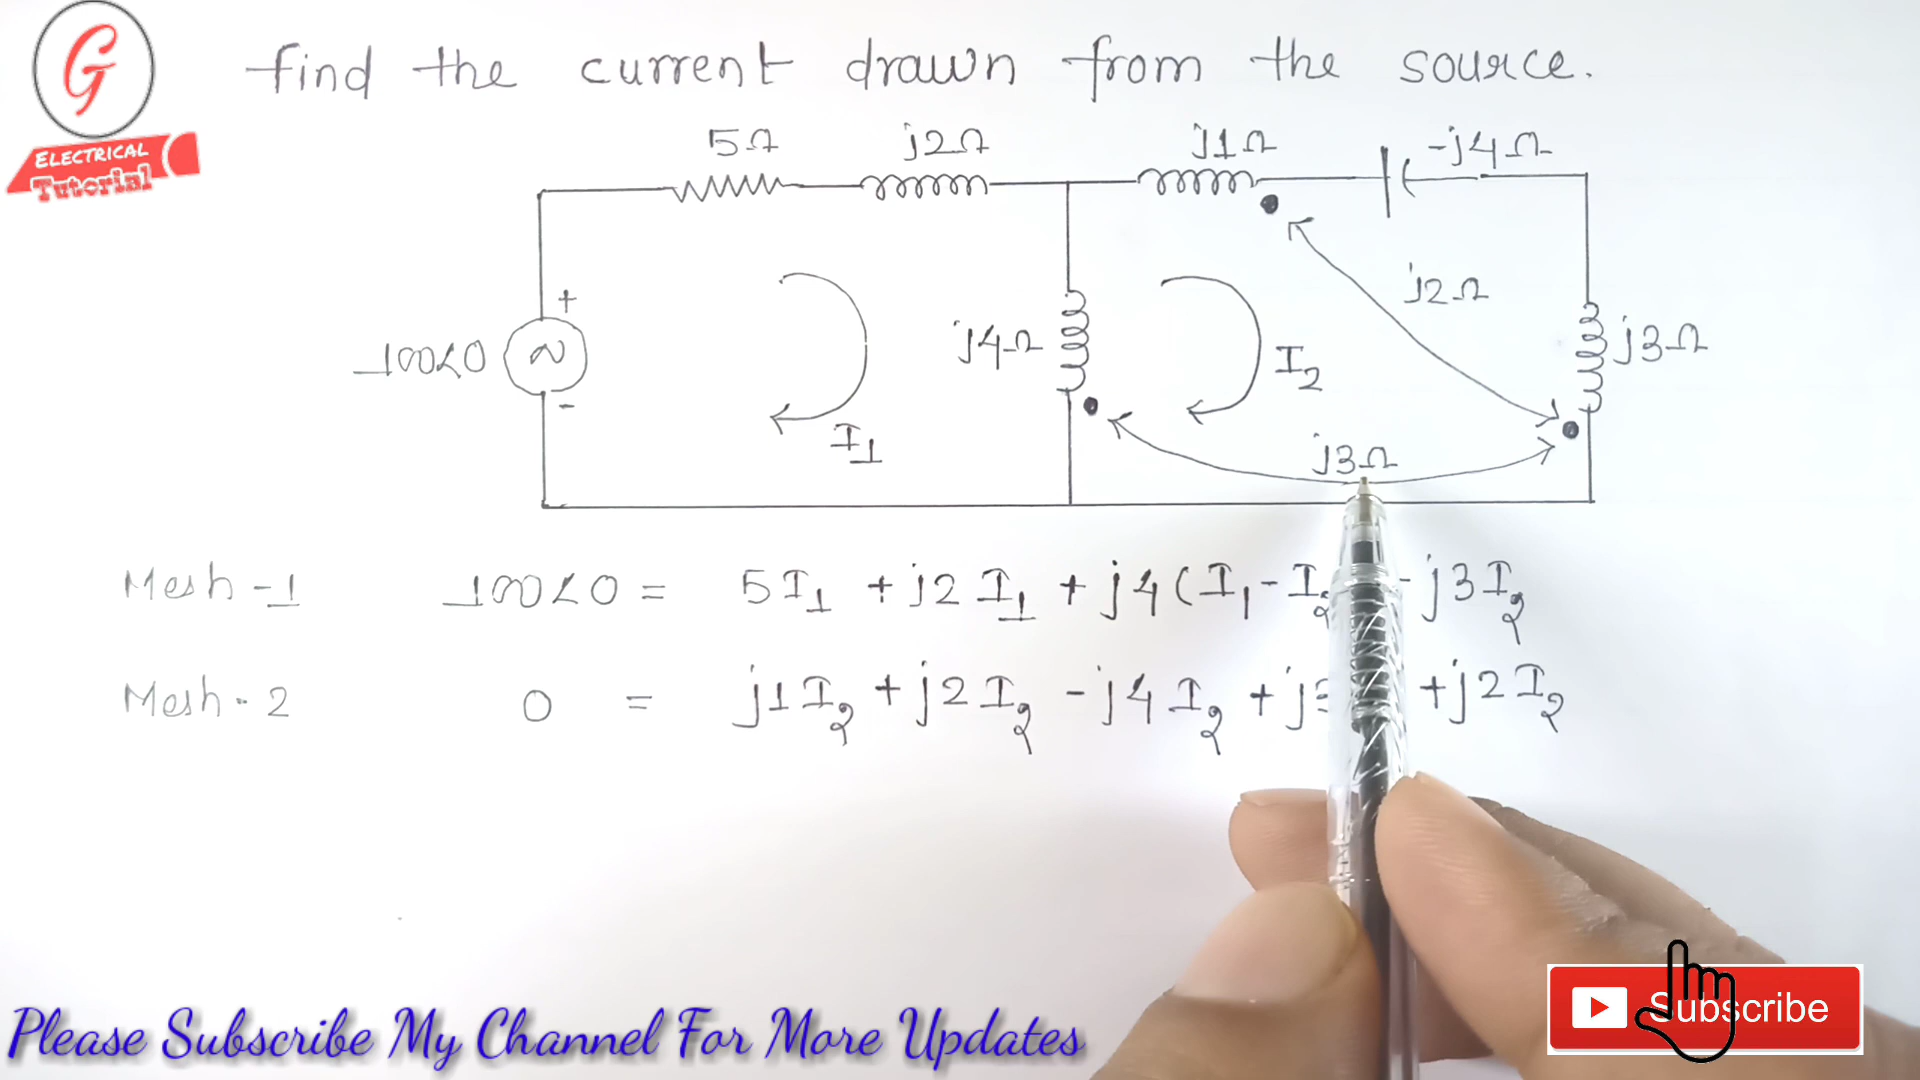 G
ELECTRICAL
Tutorial
find the current drawn from the source.
5Ω j2Ω j1Ω -j4Ω
+
100∠0
-
I1
j4Ω
I2
j2Ω
j3Ω
j3Ω
Mesh-1 100∠0 = 5I1 + j2I1 + j4(I1-I2 - j3I2
Mesh-2 0 = j1I2 + j2I2 - j4I2 + j3 + j2I2
Please Subscribe My Channel For More Updates
Subscribe